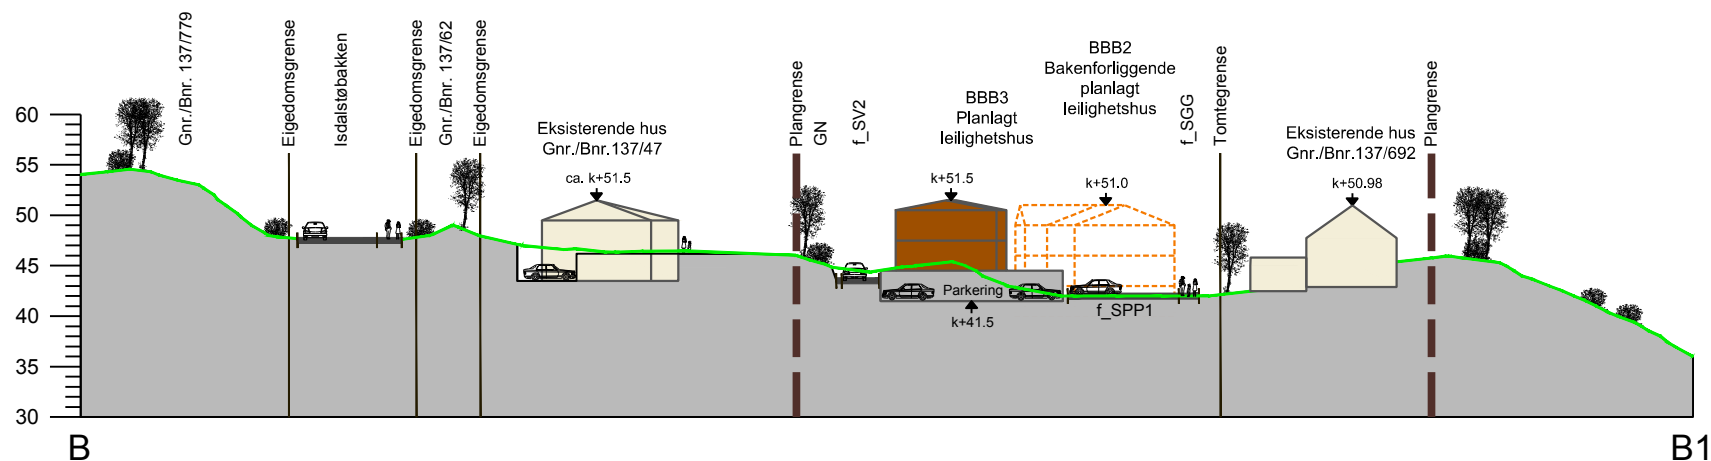 Gnr./Bnr. 137/779
Eigedomsgrense
Isdalstøbakken
Eigedomsgrense
Gnr./Bnr. 137/62
Eigedomsgrense
Eksisterende hus
Gnr./Bnr.137/47
ca. k+51.5
Plangrense
GN
f_SV2
BBB3
Planlagt
leilighetshus
k+51.5
BBB2
Bakenforliggende
planlagt
leilighetshus
k+51.0
f_SGG
Tomtegrense
Eksisterende hus
Gnr./Bnr.137/692
k+50.98
Plangrense
60
55
50
45
40
35
30
Parkering
k+41.5
f_SPP1
B
B1